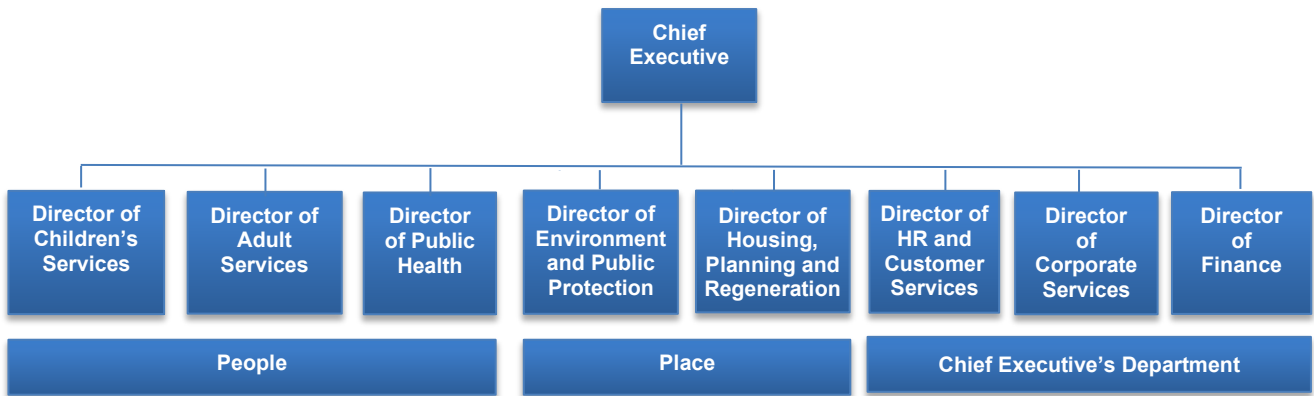 Chief
Executive
Director of
Children’s
Services
Director of
Adult
Services
Director
of Public
Health
Director of
Environment
and Public
Protection
Director of
Housing,
Planning and
Regeneration
Director of
HR and
Customer
Services
Director
of
Corporate
Services
Director
of
Finance
People
Place
Chief Executive’s Department